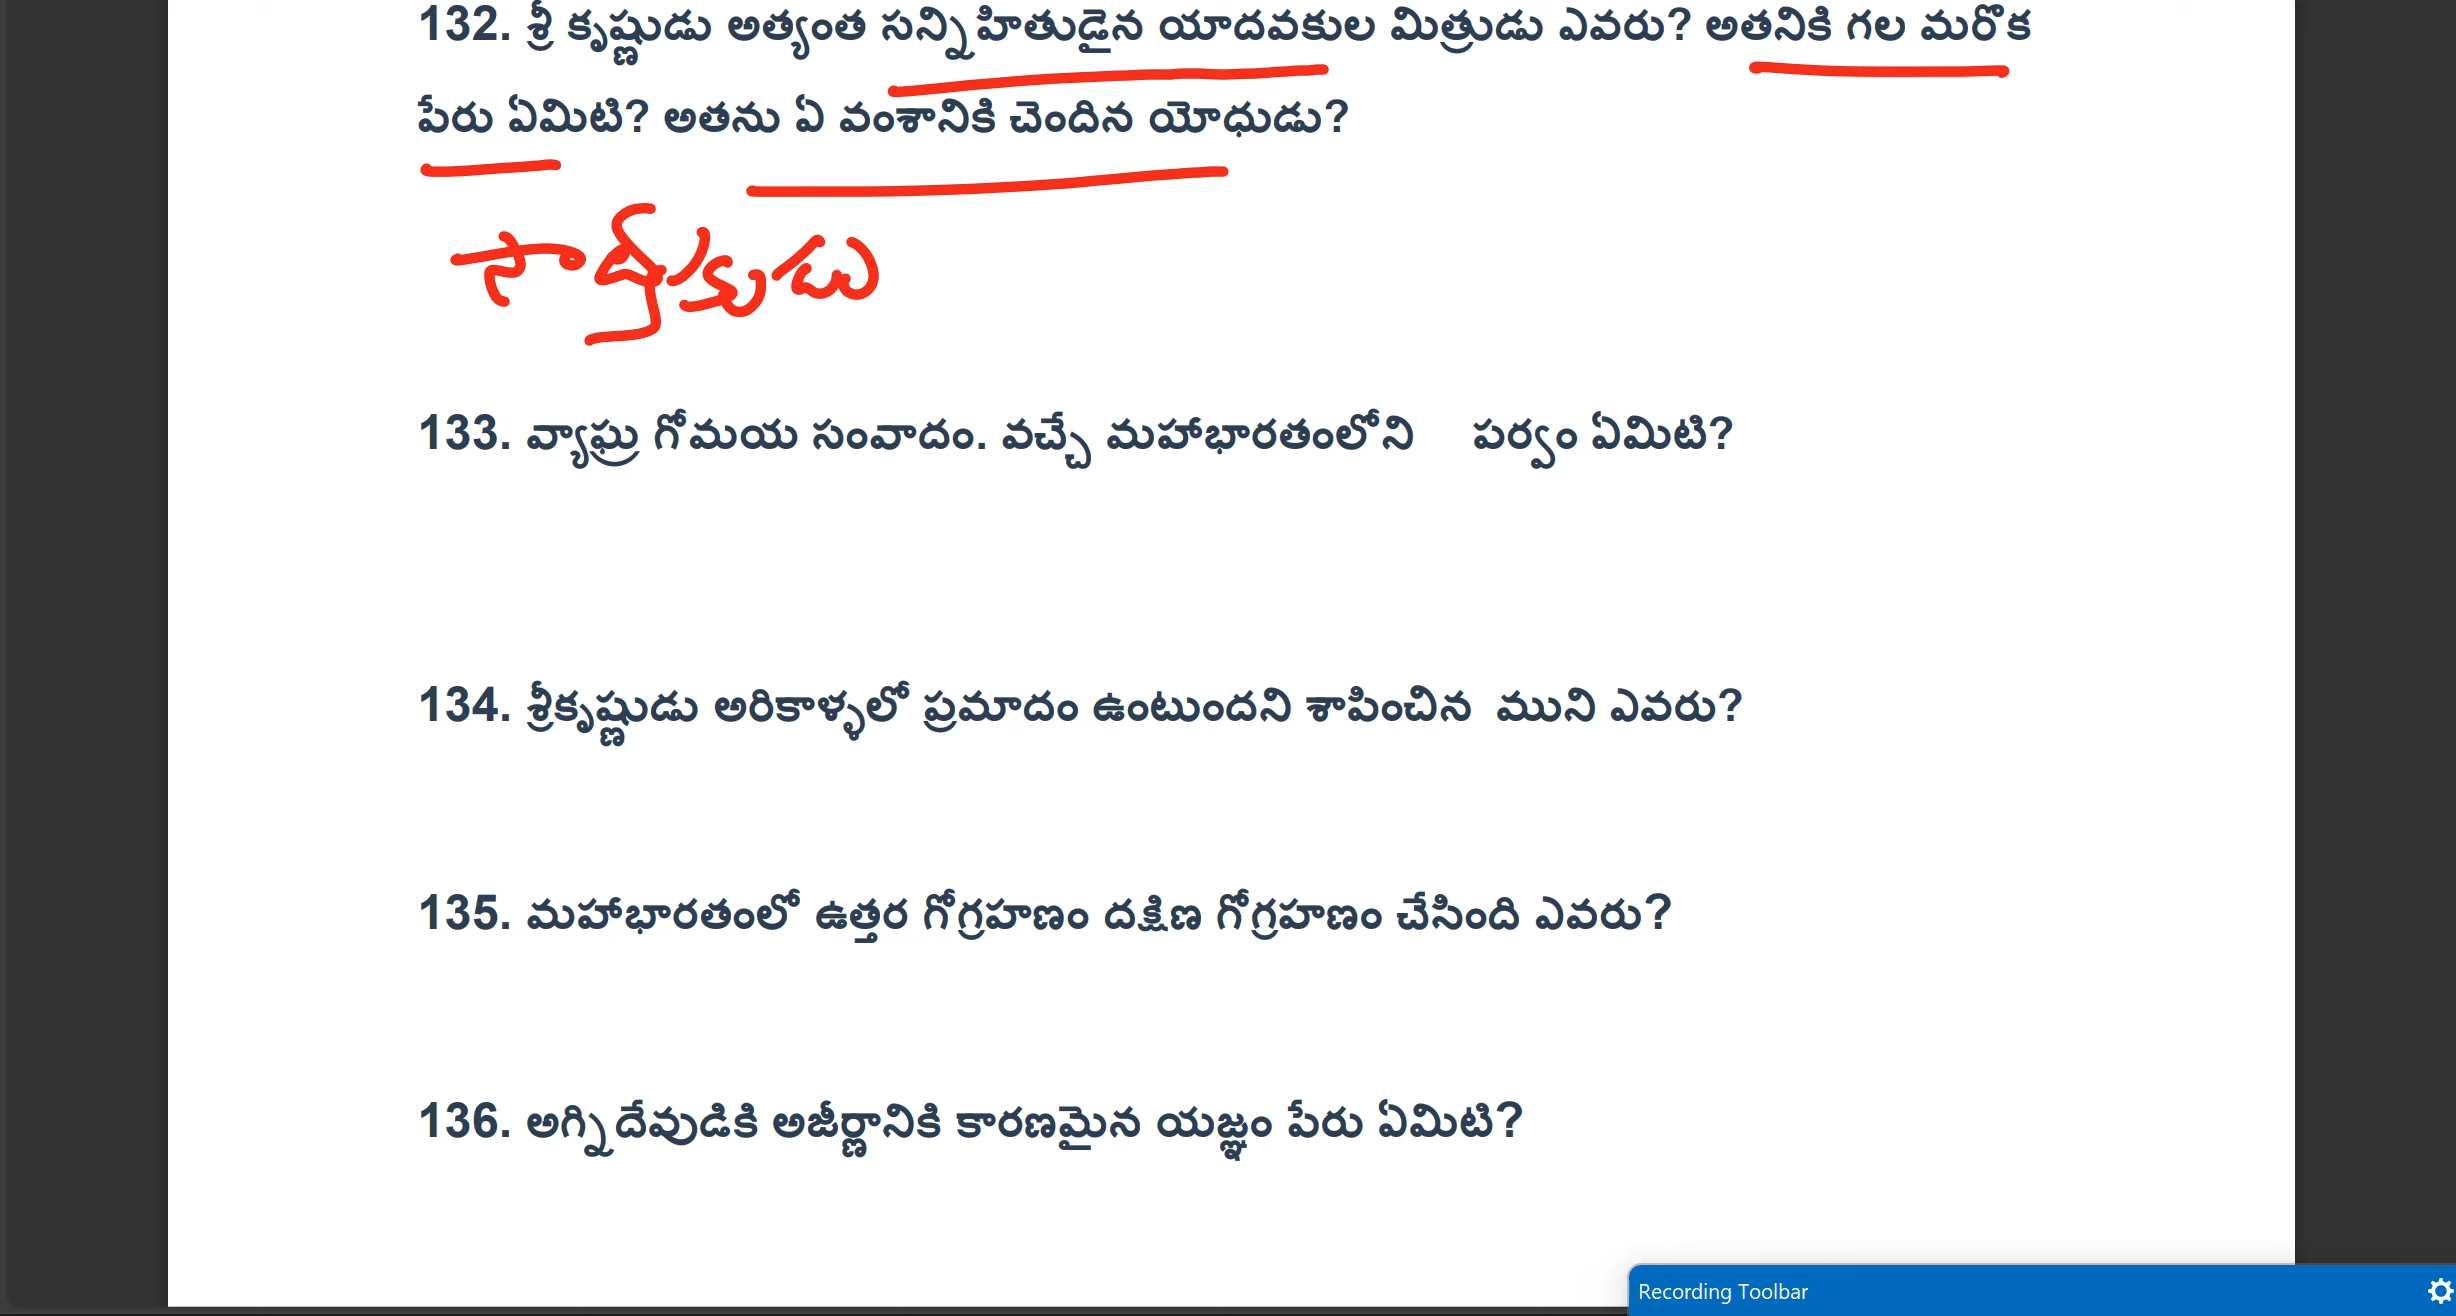 132. శ్రీ కృష్ణుడు అత్యంత సన్నిహితుడైన యాదవకుల మిత్రుడు ఎవరు? అతనికి గల మరొక
పేరు ఏమిటి? అతను ఏ వంశానికి చెందిన యోధుడు?
133. వ్యాఘ్ర గోమయ సంవాదం. వచ్చే మహాభారతంలోని పర్వం ఏమిటి?
134. శ్రీకృష్ణుడు అరికాళ్ళలో ప్రమాదం ఉంటుందని శాపించిన ముని ఎవరు?
135. మహాభారతంలో ఉత్తర గోగ్రహణం దక్షిణ గోగ్రహణం చేసింది ఎవరు?
136. అగ్నిదేవుడికి అజీర్ణానికి కారణమైన యజ్ఞం పేరు ఏమిటి?
Recording Toolbar